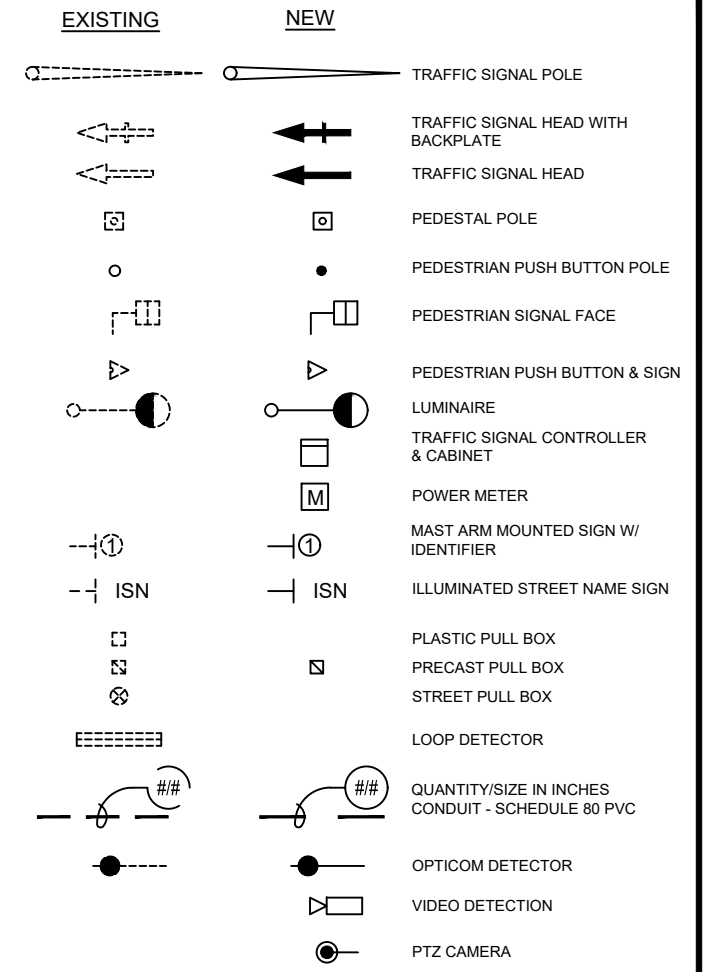 EXISTING NEW
TRAFFIC SIGNAL POLE
TRAFFIC SIGNAL HEAD WITH
BACKPLATE
TRAFFIC SIGNAL HEAD
PEDESTAL POLE
PEDESTRIAN PUSH BUTTON POLE
PEDESTRIAN SIGNAL FACE
PEDESTRIAN PUSH BUTTON & SIGN
LUMINAIRE
TRAFFIC SIGNAL CONTROLLER
& CABINET
M POWER METER
1 1 MAST ARM MOUNTED SIGN W/
IDENTIFIER
ISN ISN ILLUMINATED STREET NAME SIGN
PLASTIC PULL BOX
PRECAST PULL BOX
STREET PULL BOX
LOOP DETECTOR
#/# #/# QUANTITY/SIZE IN INCHES
CONDUIT - SCHEDULE 80 PVC
OPTICOM DETECTOR
VIDEO DETECTION
PTZ CAMERA